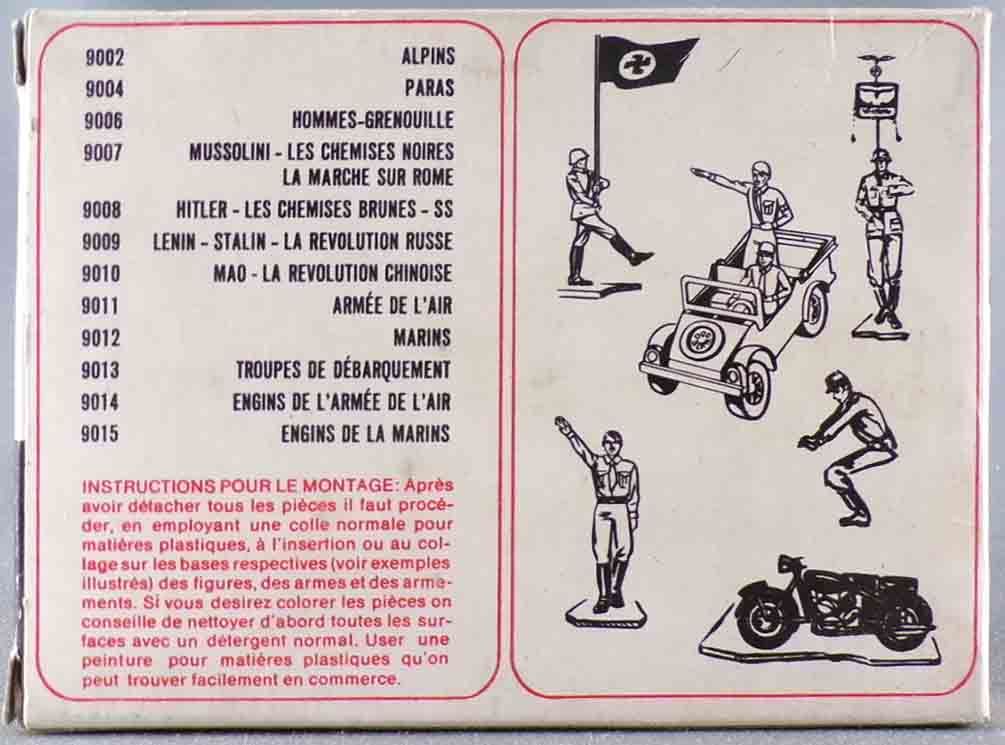 9002 ALPINS
9004 PARAS
9006 HOMMES-GRENOUILLE
9007 MUSSOLINI - LES CHEMISES NOIRES
LA MARCHE SUR ROME
9008 HITLER - LES CHEMISES BRUNES - SS
9009 LENIN - STALIN - LA REVOLUTION RUSSE
9010 MAO - LA REVOLUTION CHINOISE
9011 ARMÉE DE L'AIR
9012 MARINS
9013 TROUPES DE DÉBARQUEMENT
9014 ENGINS DE L'ARMÉE DE L'AIR
9015 ENGINS DE LA MARINS
INSTRUCTIONS POUR LE MONTAGE: Après
avoir détacher tous les pièces il faut procé-
der, en employant une colle normale pour
matières plastiques, à l'insertion ou au col-
lage sur les bases respectives (voir exemples
illustrés) des figures, des armes et des arme-
ments. Si vous desirez colorer les pièces on
conseille de nettoyer d'abord toutes les sur-
faces avec un détergent normal. User une
peinture pour matières plastiques qu'on
peut trouver facilement en commerce.